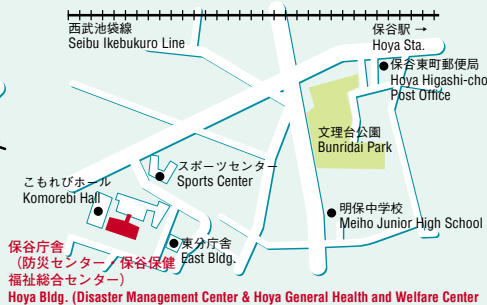 西武池袋線
Seibu Ikebukuro Line
保谷駅 →
Hoya Sta.
保谷東町郵便局
Hoya Higashi-cho
Post Office
文理台公園
Bunridai Park
スポーツセンター
Sports Center
こもれびホール
Komorebi Hall
明保中学校
Meiho Junior High School
東分庁舎
East Bldg.
保谷庁舎
（防災センター／保谷保健
福祉総合センター）
Hoya Bldg. (Disaster Management Center & Hoya General Health and Welfare Center